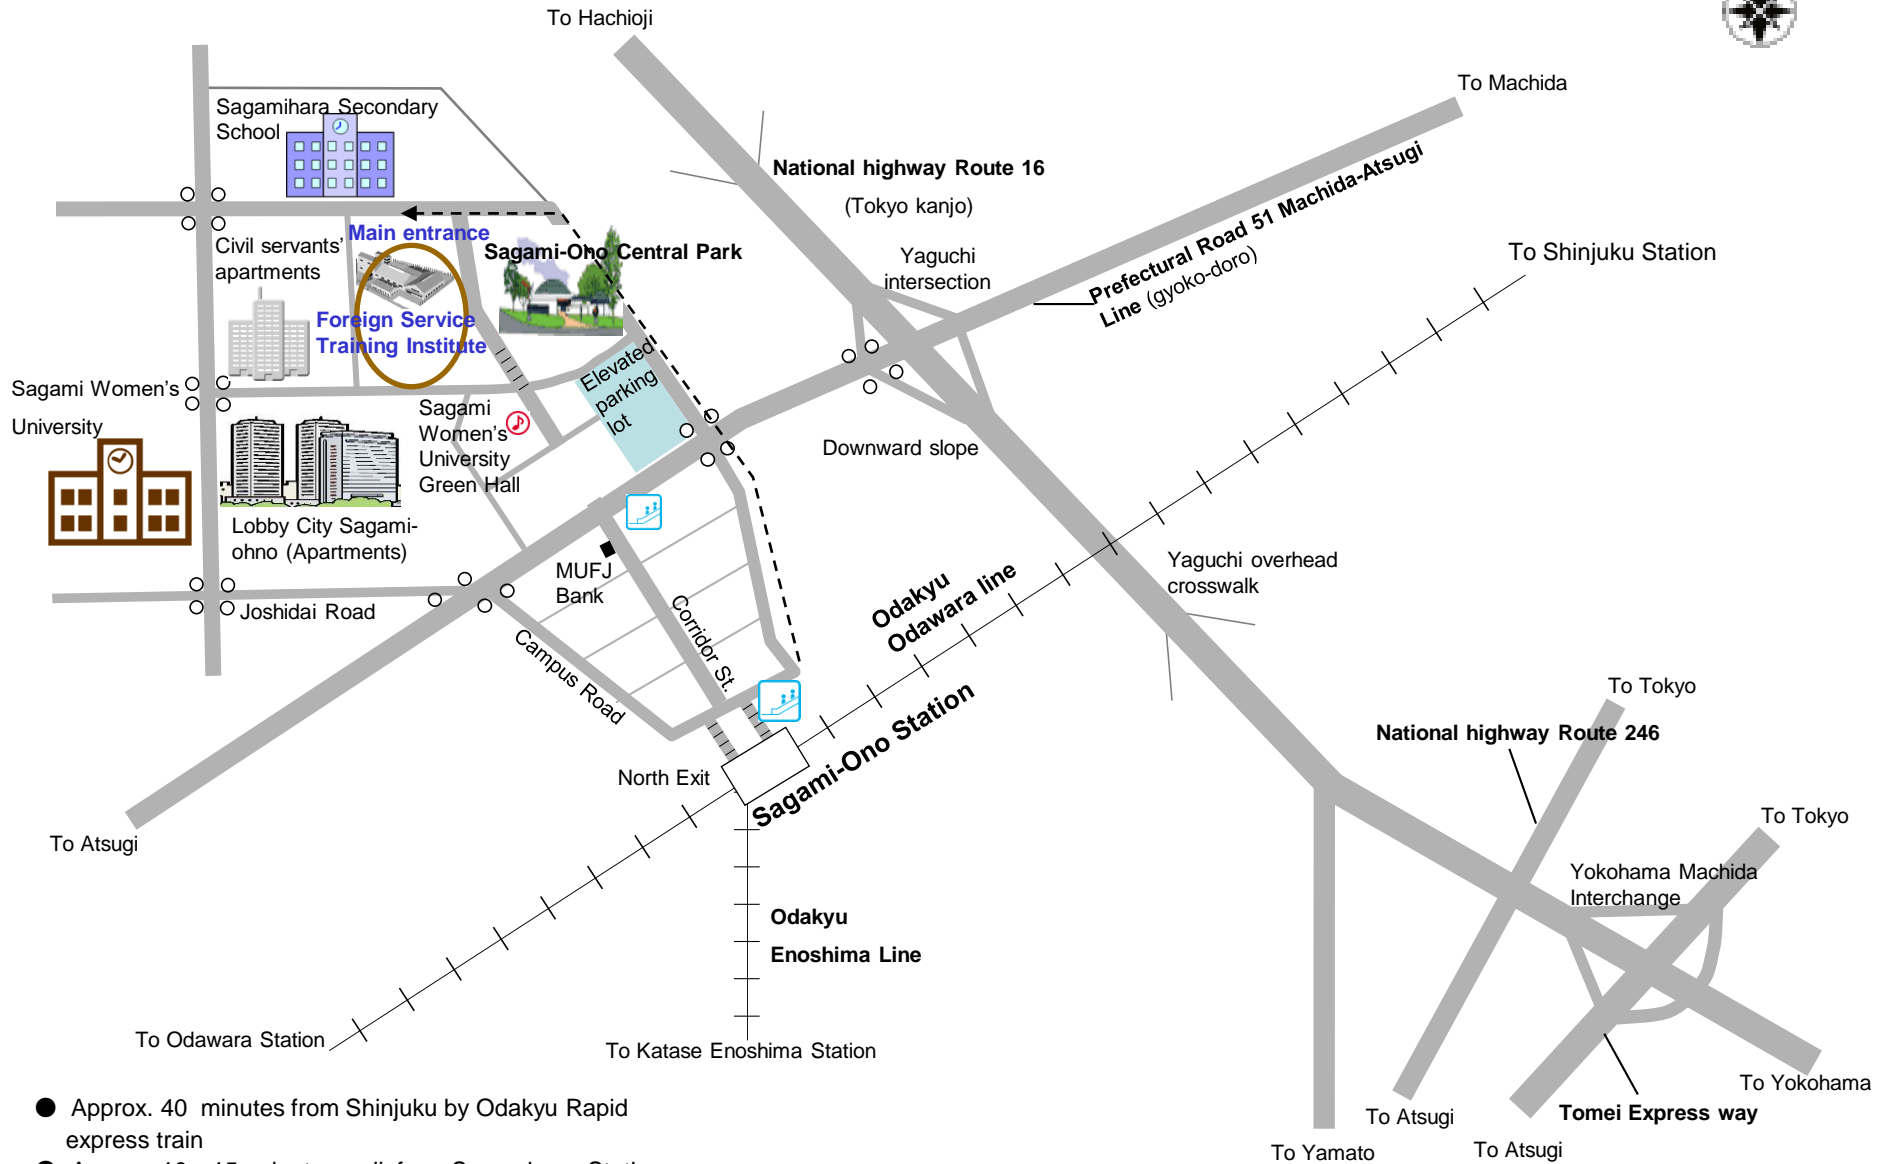 To Hachioji
To Machida
Sagamihara Secondary
School
National highway Route 16
(Tokyo kanjo)
Prefectural Road 51 Machida-Atsugi
Line (gyoko-doro)
Main entrance
Civil servants'
apartments
Sagami-Ono Central Park
Yaguchi
intersection
To Shinjuku Station
Foreign Service
Training Institute
Elevated
parking
lot
Sagami Women's
University
Sagami
Women's
University
Green Hall
Downward slope
Lobby City Sagami-
ohno (Apartments)
MUFJ
Bank
Yaguchi overhead
crosswalk
Joshidai Road
Corridor St.
Campus Road
Odakyu
Odawara line
Sagami-Ono Station
North Exit
To Tokyo
National highway Route 246
To Tokyo
To Atsugi
Yokohama Machida
Interchange
Odakyu
Enoshima Line
To Odawara Station
To Katase Enoshima Station
To Yokohama
To Atsugi
Tomei Express way
To Yamato
To Atsugi
● Approx. 40 minutes from Shinjuku by Odakyu Rapid
express train